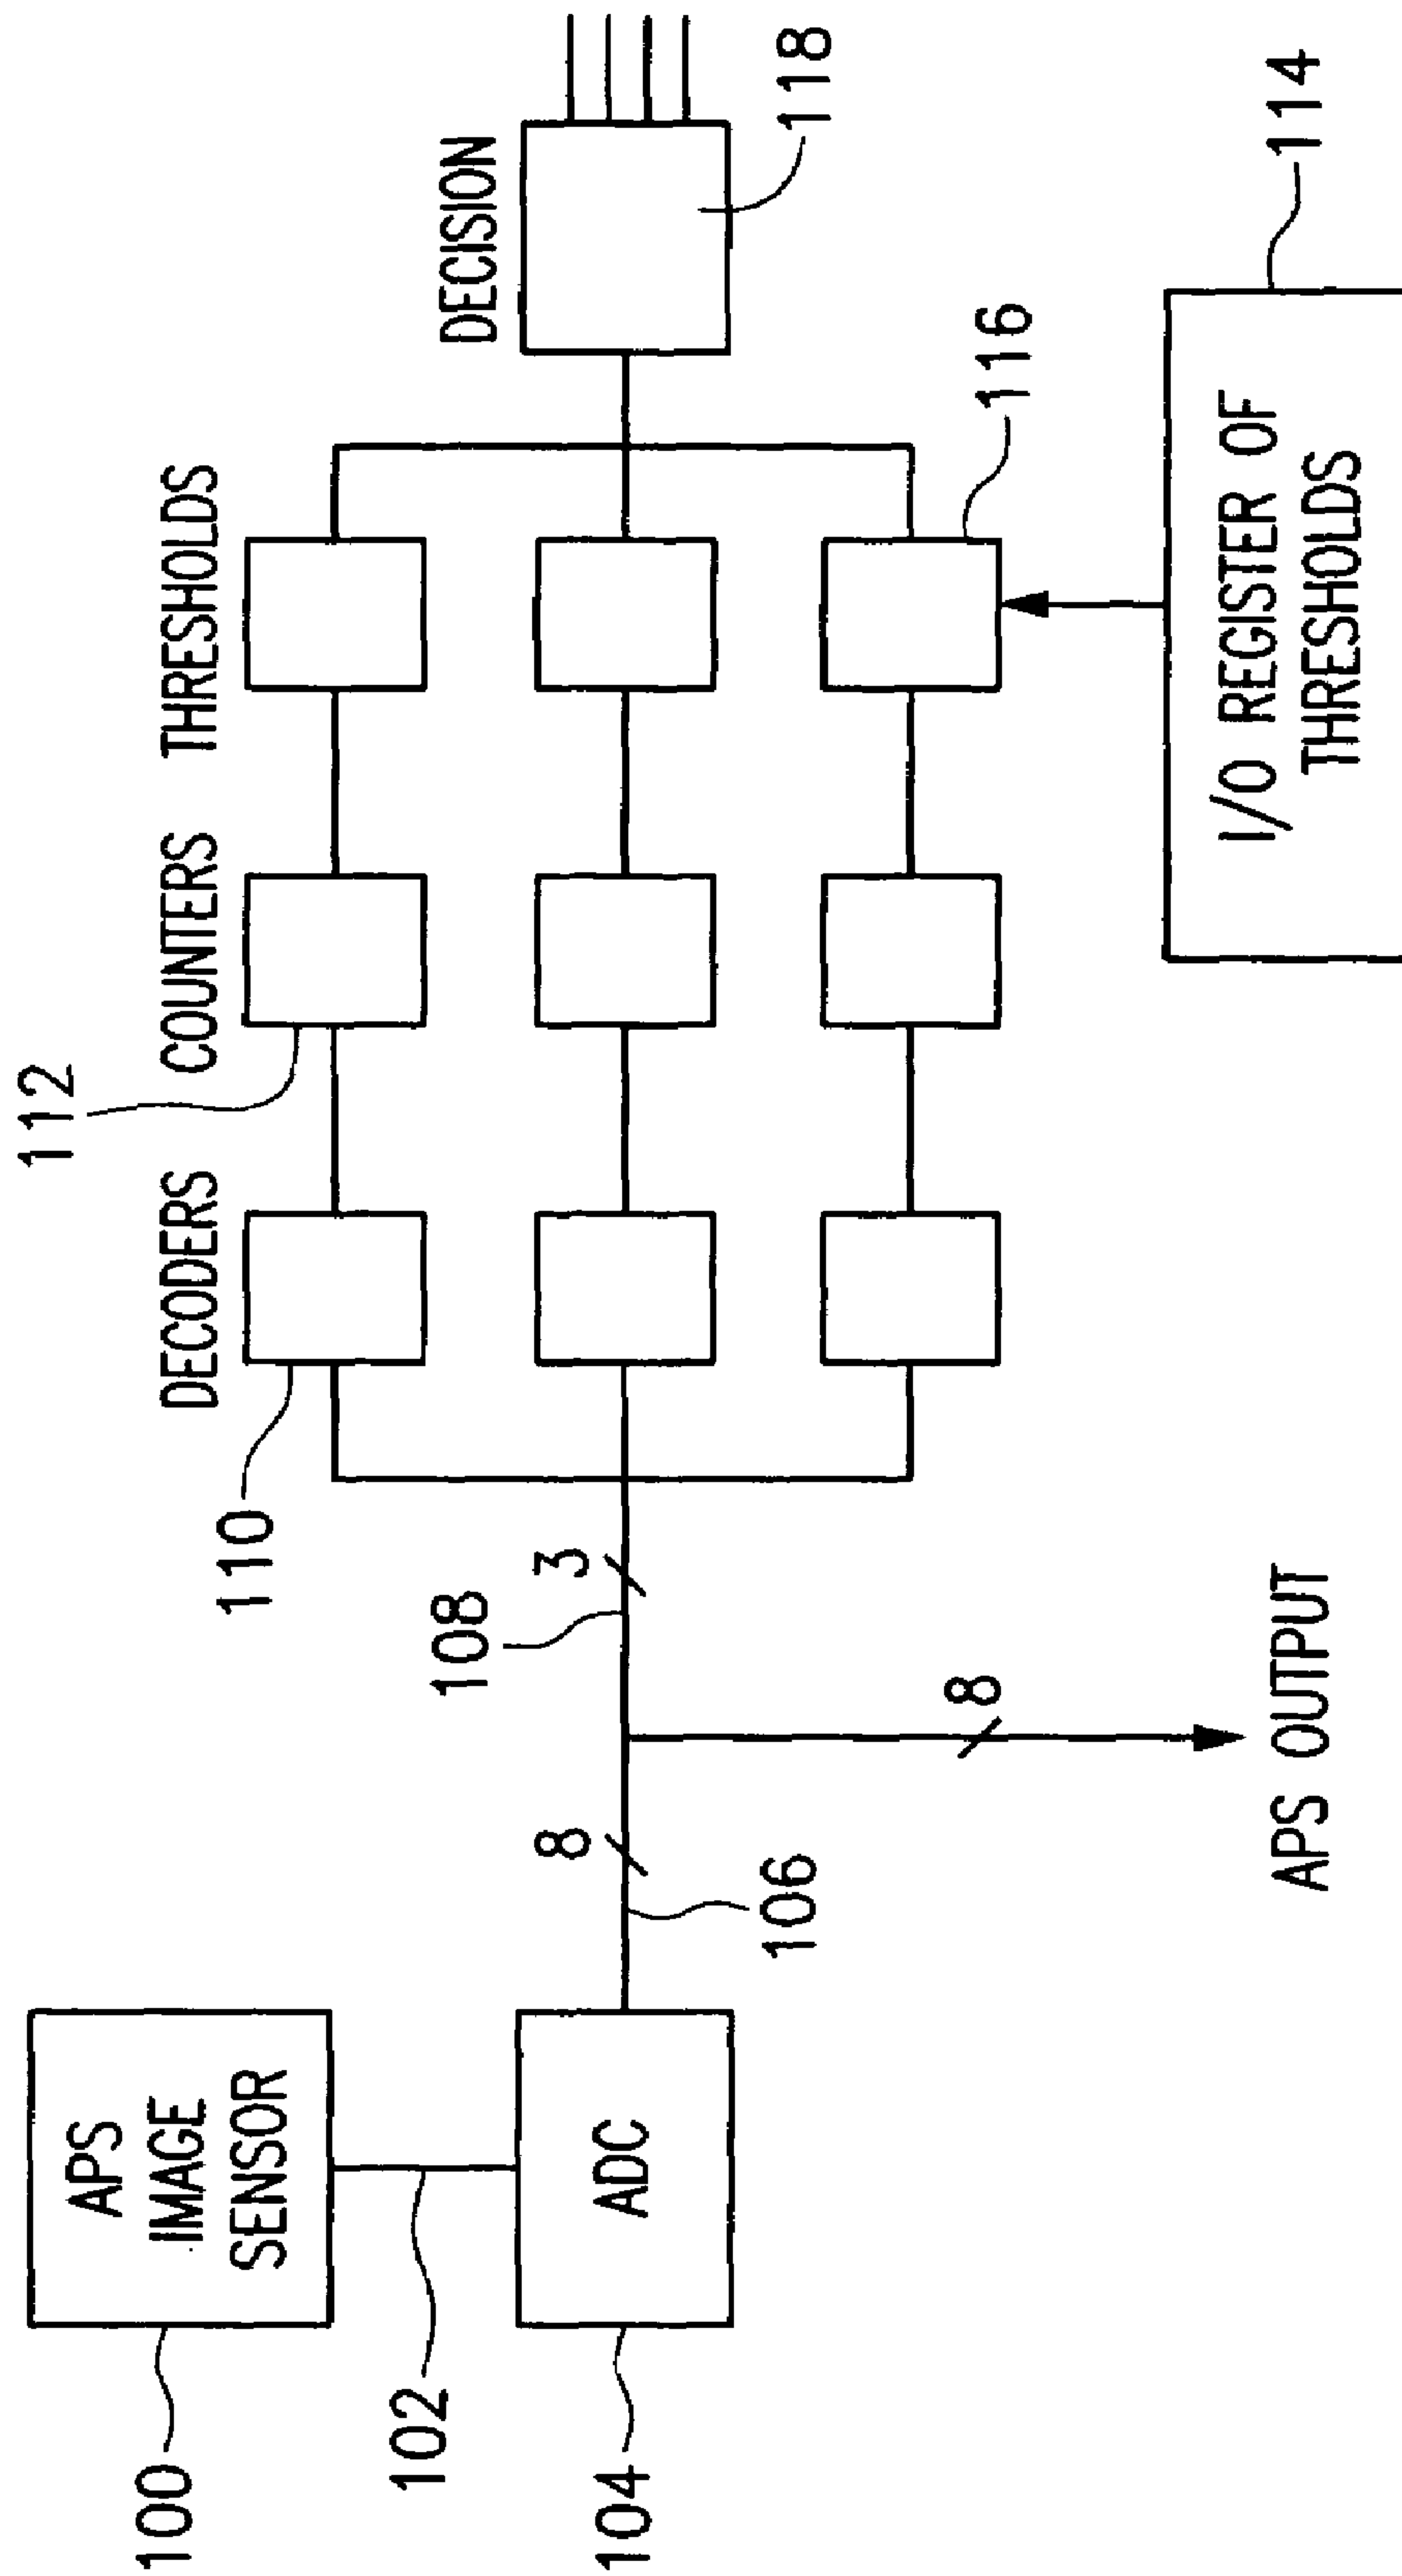 100
APS
IMAGE
SENSOR
102
104
ADC
8
106
8
APS OUTPUT
108
3
110
DECODERS
112
COUNTERS
THRESHOLDS
116
I/O REGISTER OF
THRESHOLDS
114
DECISION
118